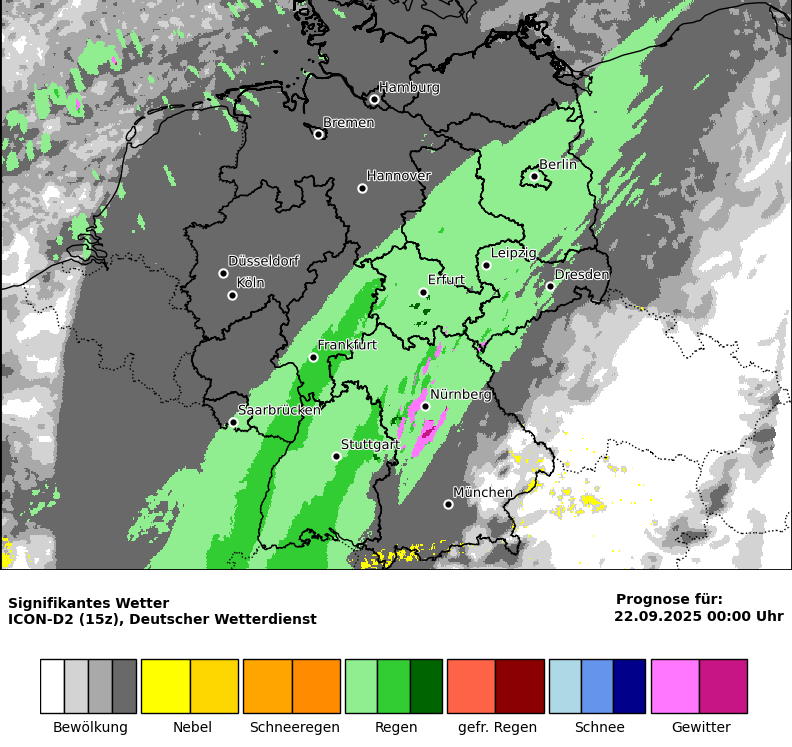 Hamburg
Bremen
Berlin
Hannover
Leipzig
Düsseldorf
Dresden
Köln
Erfurt
Frankfurt
Nürnberg
Saarbrücken
Stuttgart
München
Signifikantes Wetter
ICON-D2 (15z), Deutscher Wetterdienst
Prognose für:
22.09.2025 00:00 Uhr
Bewölkung Nebel Schneeregen Regen gefr. Regen Schnee Gewitter